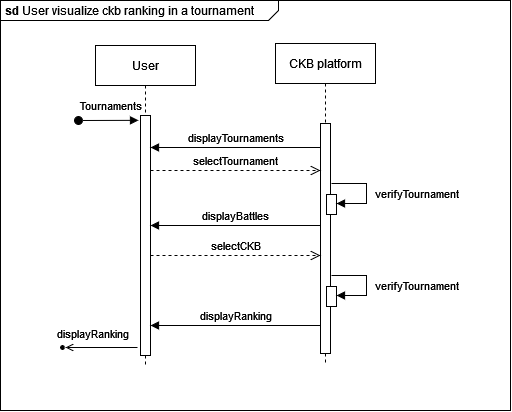 sd User visualize ckb ranking in a tournament
User
CKB platform
Tournaments
displayTournaments
selectTournament
verifyTournament
displayBattles
selectCKB
verifyTournament
displayRanking
displayRanking